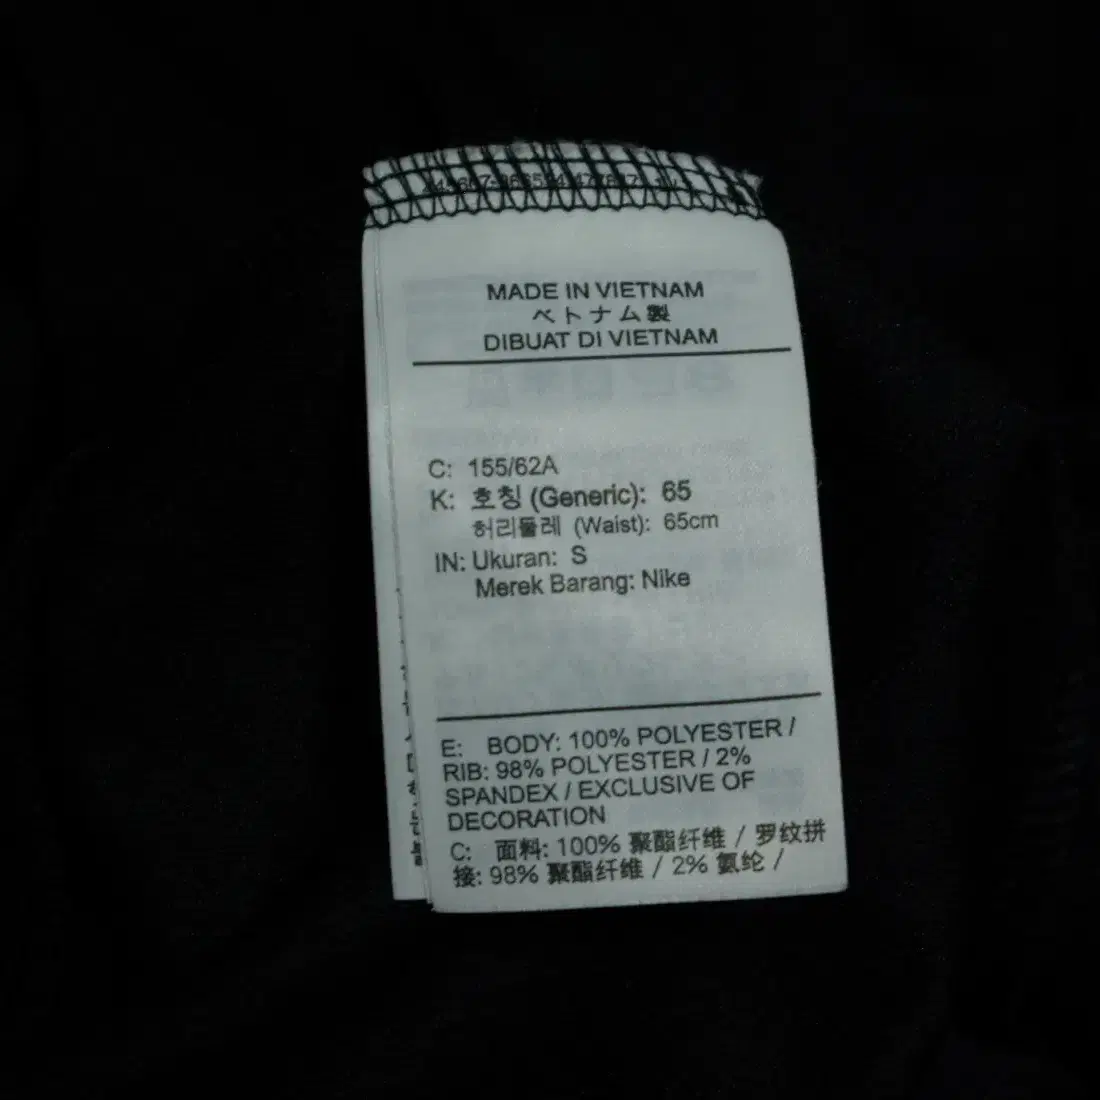 MADE IN VIETNAM
ベトナム製
DIBUAT DI VIETNAM
C: 155/62A
K: 호칭 (Generic): 65
허리둘레 (Waist): 65cm
IN: Ukuran: S
Merek Barang: Nike
E: BODY: 100% POLYESTER /
RIB: 98% POLYESTER / 2%
SPANDEX / EXCLUSIVE OF
DECORATION
C: 面料: 100% 聚酯纤维 / 罗纹拼
接: 98% 聚酯纤维 / 2% 氨纶 /